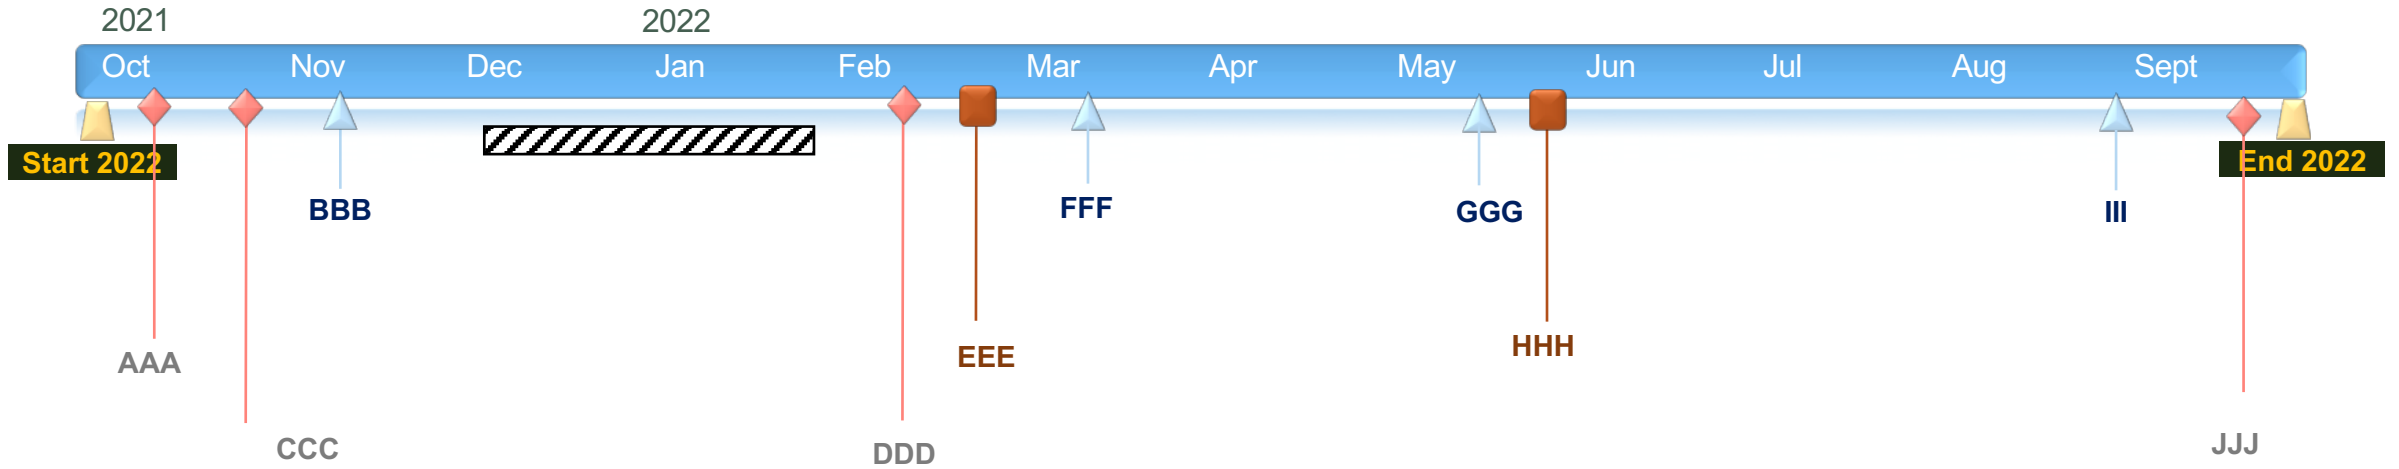 2021 2022
Oct Nov Dec Jan Feb Mar Apr May Jun Jul Aug Sept
Start 2022 End 2022
BBB FFF GGG III
AAA EEE HHH
CCC DDD JJJ